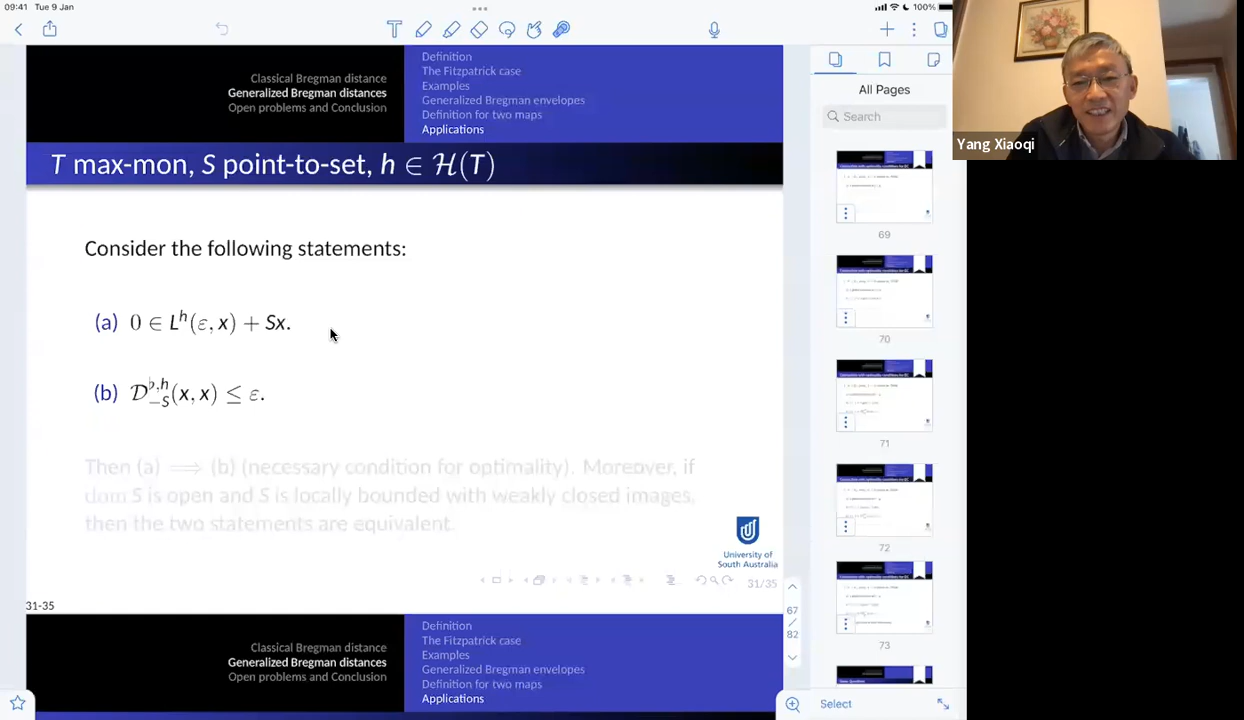 09:41 Tue 9 Jan
100%
Classical Bregman distance
Generalized Bregman distances
Open problems and Conclusion
Definition
The Fitzpatrick case
Examples
Generalized Bregman envelopes
Definition for two maps
Applications
T max-mon, S point-to-set, h ∈ ℋ(T)
Consider the following statements:
(a) 0 ∈ Lʰ(ε, x) + Sx.
(b) 𝒟₋S^{♭,h}(x, x) ≤ ε.
Then (a) ⟹ (b) (necessary condition for optimality). Moreover, if
dom S is open and S is locally bounded with weakly closed images,
then the two statements are equivalent.
University of
South Australia
31/35
31-35
Classical Bregman distance
Generalized Bregman distances
Open problems and Conclusion
Definition
The Fitzpatrick case
Examples
Generalized Bregman envelopes
Definition for two maps
Applications
67
/
82
All Pages
Search
69
70
71
72
73
Select
Yang Xiaoqi